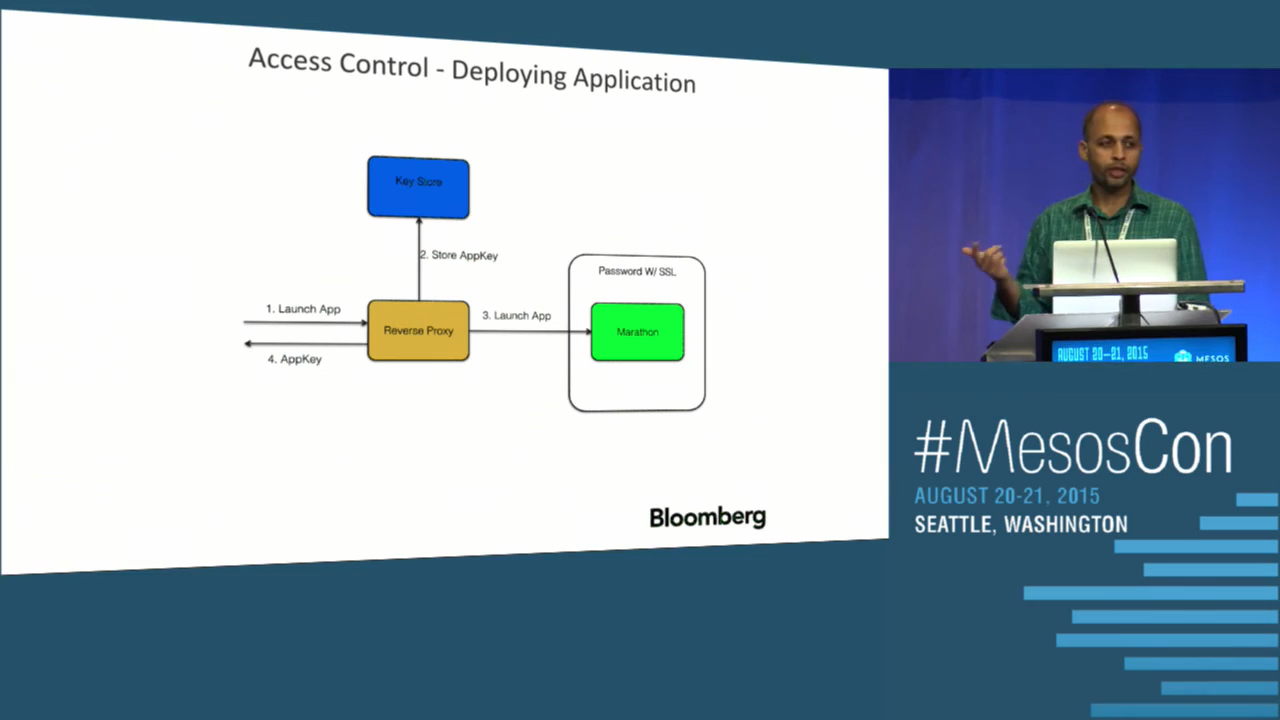 Access Control - Deploying Application
Key Store
2. Store AppKey
Password W/ SSL
1. Launch App
Reverse Proxy
3. Launch App
Marathon
4. AppKey
Bloomberg
AUGUST 20-21, 2015
MESOS
#MesosCon
AUGUST 20-21, 2015
SEATTLE, WASHINGTON